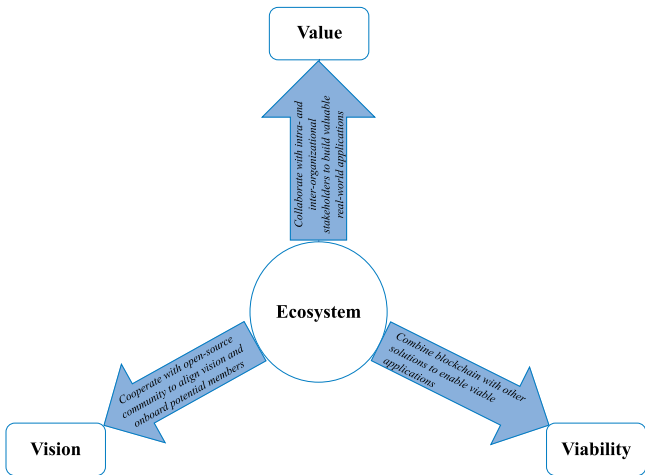 Value
Collaborate with intra- and
inter-organizational
stakeholders to build valuable
real-world applications
Ecosystem
Cooperate with open-source
community to align vision and
onboard potential members
Combine blockchain with other
solutions to enable viable
applications
Vision
Viability